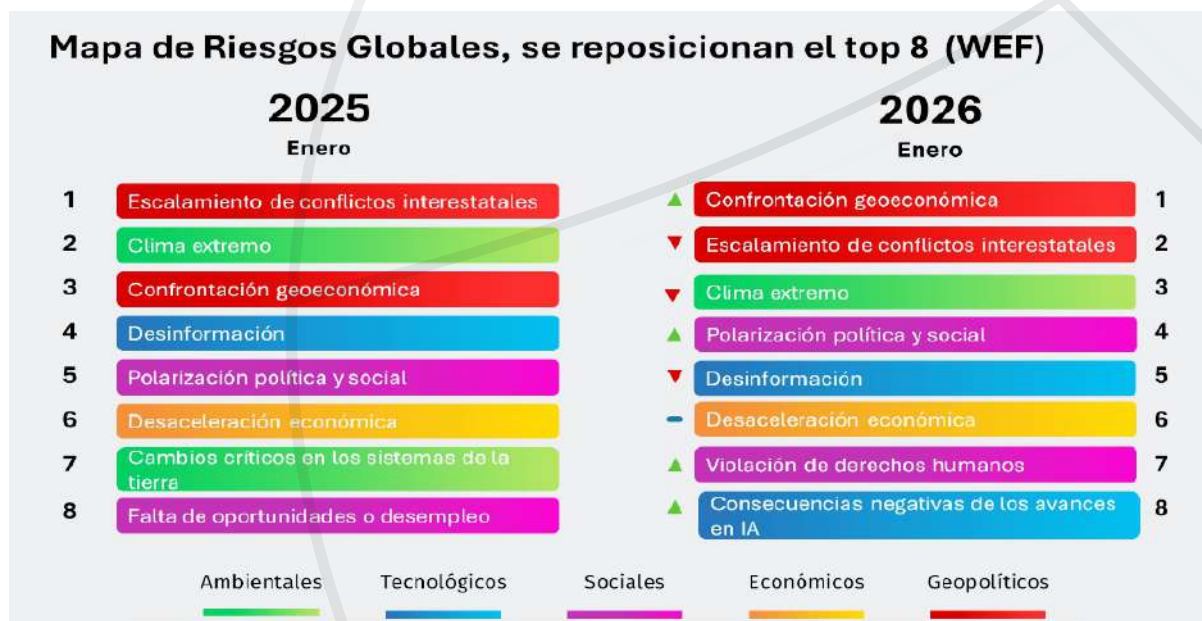 Mapa de Riesgos Globales, se reposicionan el top 8 (WEF)
2025
Enero
1 Escalamiento de conflictos interestatales
2 Clima extremo
3 Confrontación geoeconómica
4 Desinformación
5 Polarización política y social
6 Desaceleración económica
7 Cambios críticos en los sistemas de la
tierra
8 Falta de oportunidades o desempleo
2026
Enero
Confrontación geoeconómica 1
Escalamiento de conflictos interestatales 2
Clima extremo 3
Polarización política y social 4
Desinformación 5
Desaceleración económica 6
Violación de derechos humanos 7
Consecuencias negativas de los avances 8
en IA
Ambientales Tecnológicos Sociales Económicos Geopolíticos